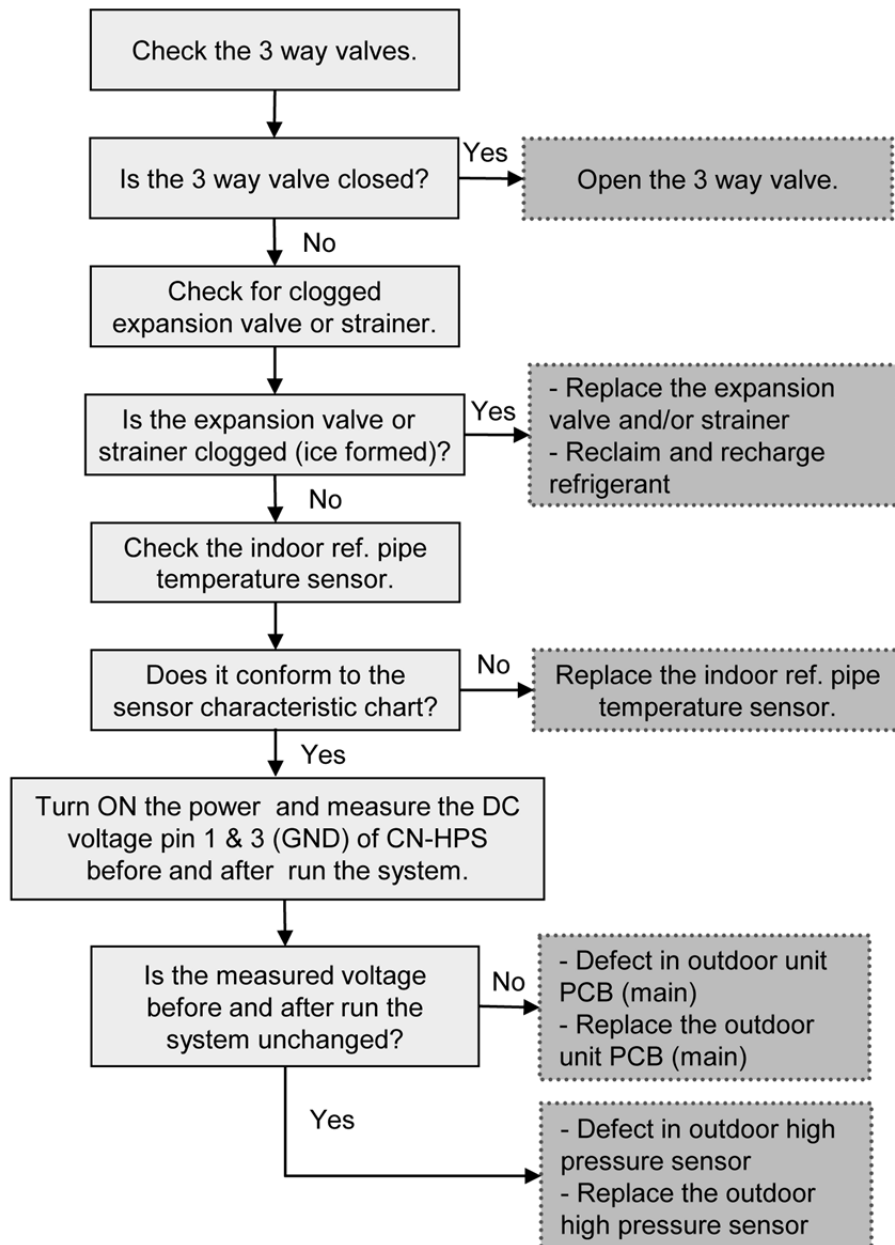 Check the 3 way valves.
Is the 3 way valve closed?
Yes
Open the 3 way valve.
No
Check for clogged
expansion valve or strainer.
Is the expansion valve or
strainer clogged (ice formed)?
Yes
- Replace the expansion
valve and/or strainer
- Reclaim and recharge
refrigerant
No
Check the indoor ref. pipe
temperature sensor.
Does it conform to the
sensor characteristic chart?
No
Replace the indoor ref. pipe
temperature sensor.
Yes
Turn ON the power and measure the DC
voltage pin 1 & 3 (GND) of CN-HPS
before and after run the system.
Is the measured voltage
before and after run the
system unchanged?
No
- Defect in outdoor unit
PCB (main)
- Replace the outdoor
unit PCB (main)
Yes
- Defect in outdoor high
pressure sensor
- Replace the outdoor
high pressure sensor